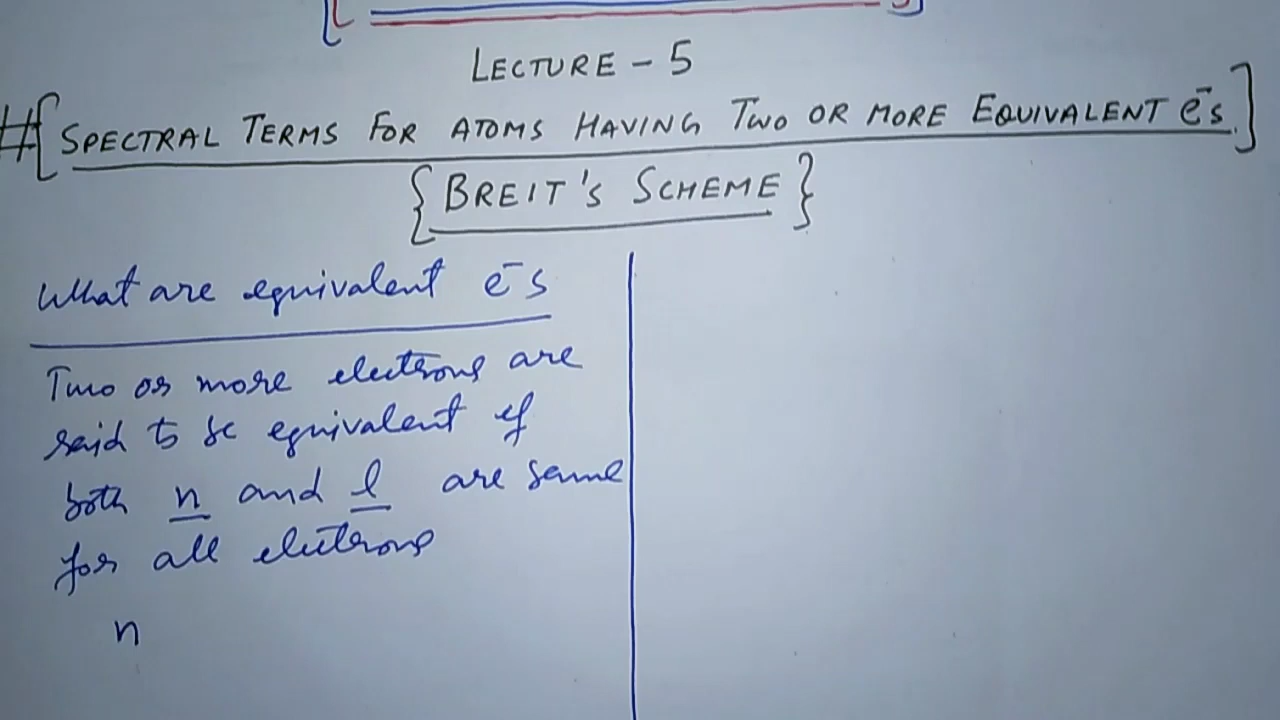 LECTURE - 5
#[SPECTRAL TERMS FOR ATOMS HAVING TWO OR MORE EQUIVALENT e⁻s.]
{BREIT'S SCHEME}
What are equivalent e⁻s
Two or more electrons are
said to be equivalent if
both n and l are same
for all electrons
n